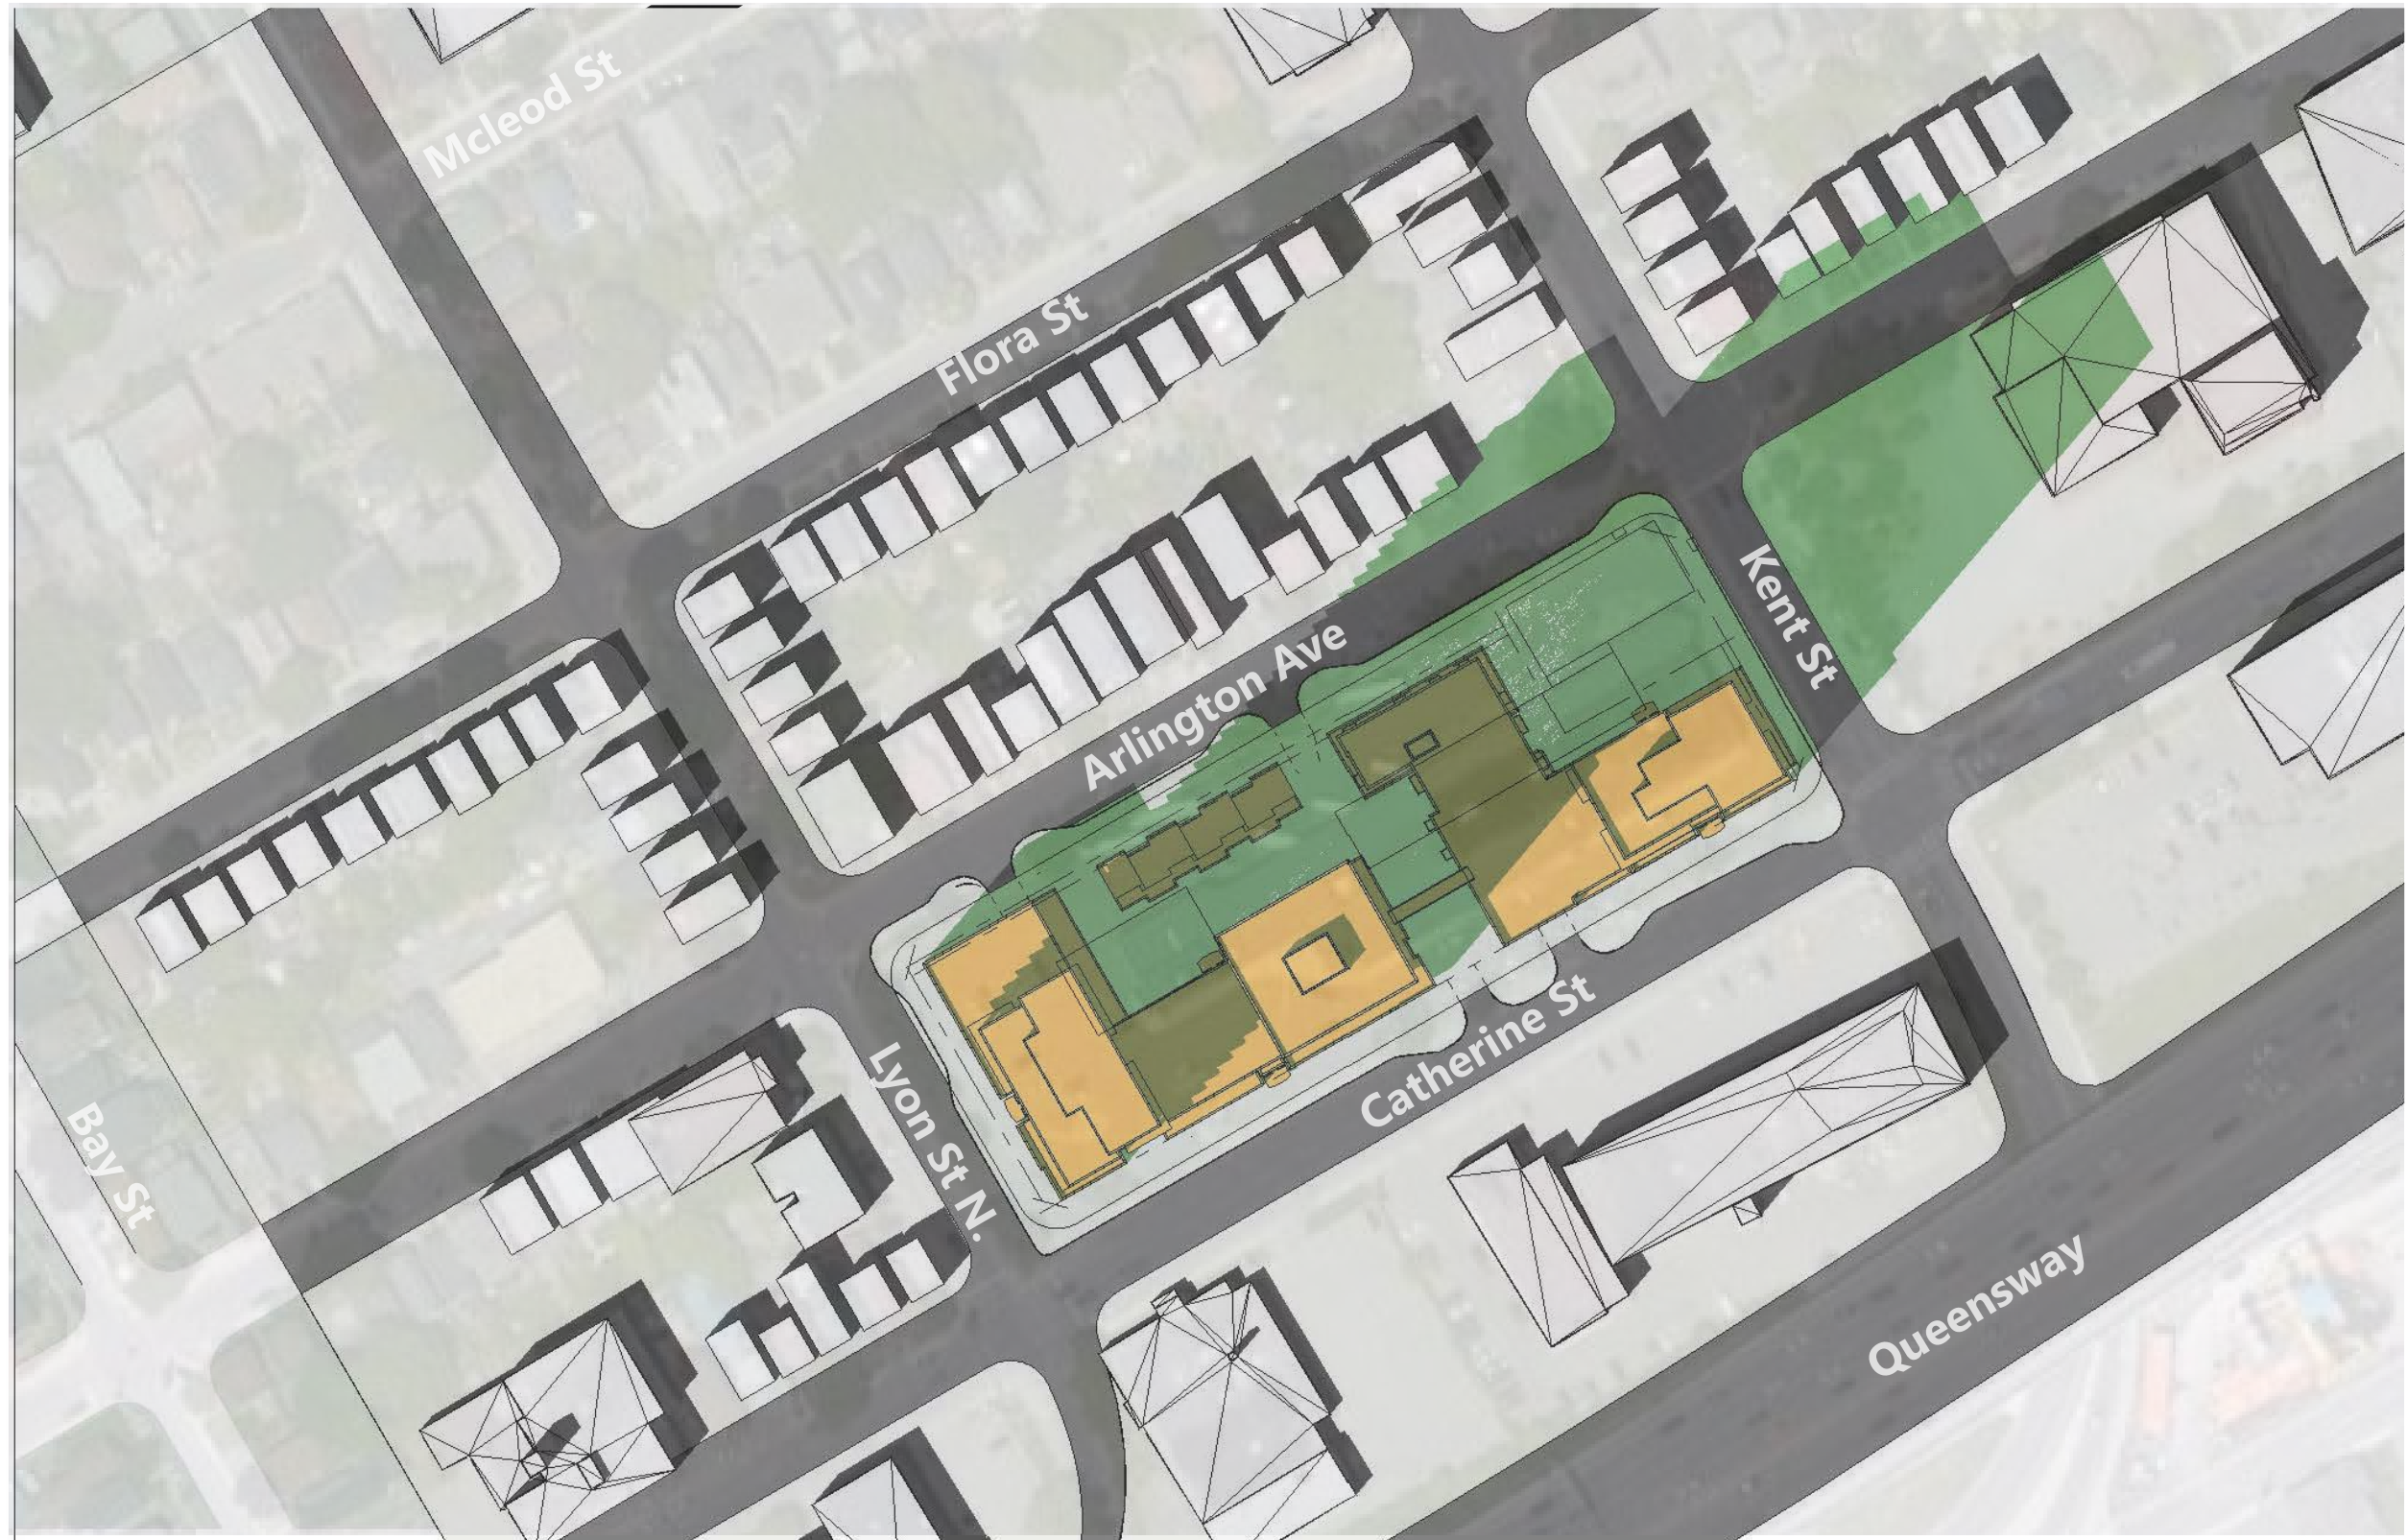 Mcleod St
Flora St
Arlington Ave
Kent St
Catherine St
Lyon St N.
Bay St
Queensway